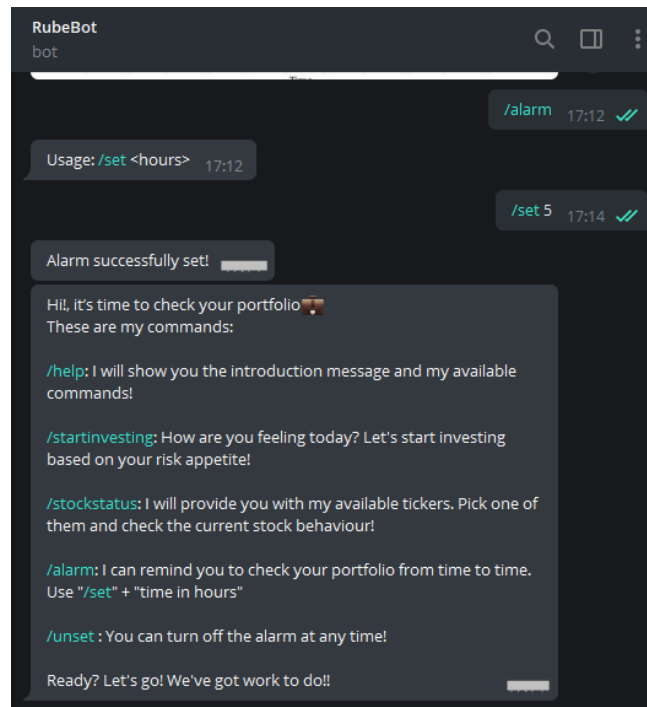 RubeBot
bot
Time
/alarm 17:12
Usage: /set <hours> 17:12
/set 5 17:14
Alarm successfully set!
Hi!, it's time to check your portfolio
These are my commands:
/help: I will show you the introduction message and my available
commands!
/startinvesting: How are you feeling today? Let's start investing
based on your risk appetite!
/stockstatus: I will provide you with my available tickers. Pick one of
them and check the current stock behaviour!
/alarm: I can remind you to check your portfolio from time to time.
Use "/set" + "time in hours"
/unset : You can turn off the alarm at any time!
Ready? Let's go! We've got work to do!!